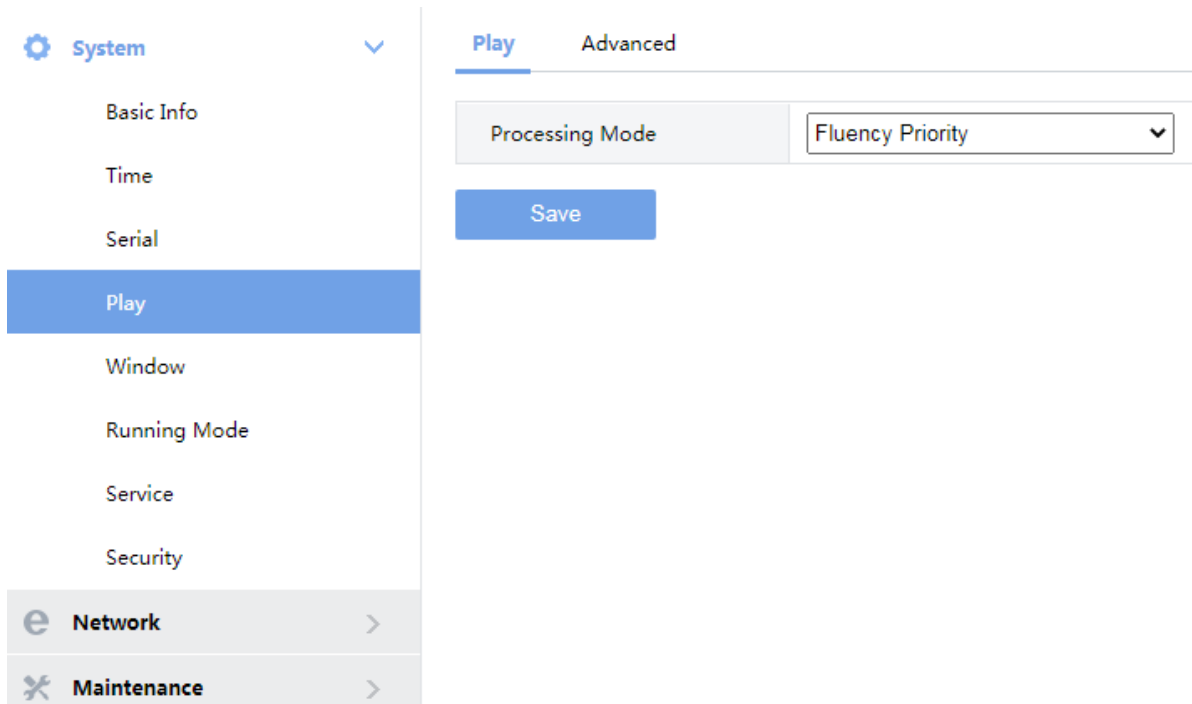 System
Basic Info
Time
Serial
Play
Window
Running Mode
Service
Security
Network
Maintenance
Play Advanced
Processing Mode Fluency Priority
Save